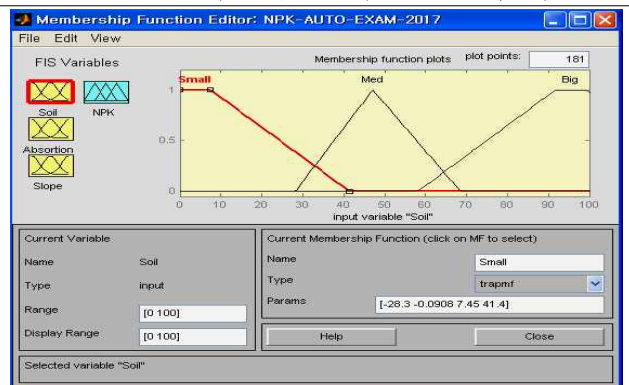 Membership Function Editor: NPK-AUTO-EXAM-2017
File Edit View
FIS Variables
Membership function plots
plot points: 181
Soil
NPK
Absortion
Slope
Small
Med
Big
1
0.5
0
0 10 20 30 40 50 60 70 80 90 100
input variable "Soil"
Current Variable
Name Soil
Type input
Range [0 100]
Display Range [0 100]
Current Membership Function (click on MF to select)
Name Small
Type trapmf
Params [-28.3 -0.0908 7.45 41.4]
Help
Close
Selected variable "Soil"